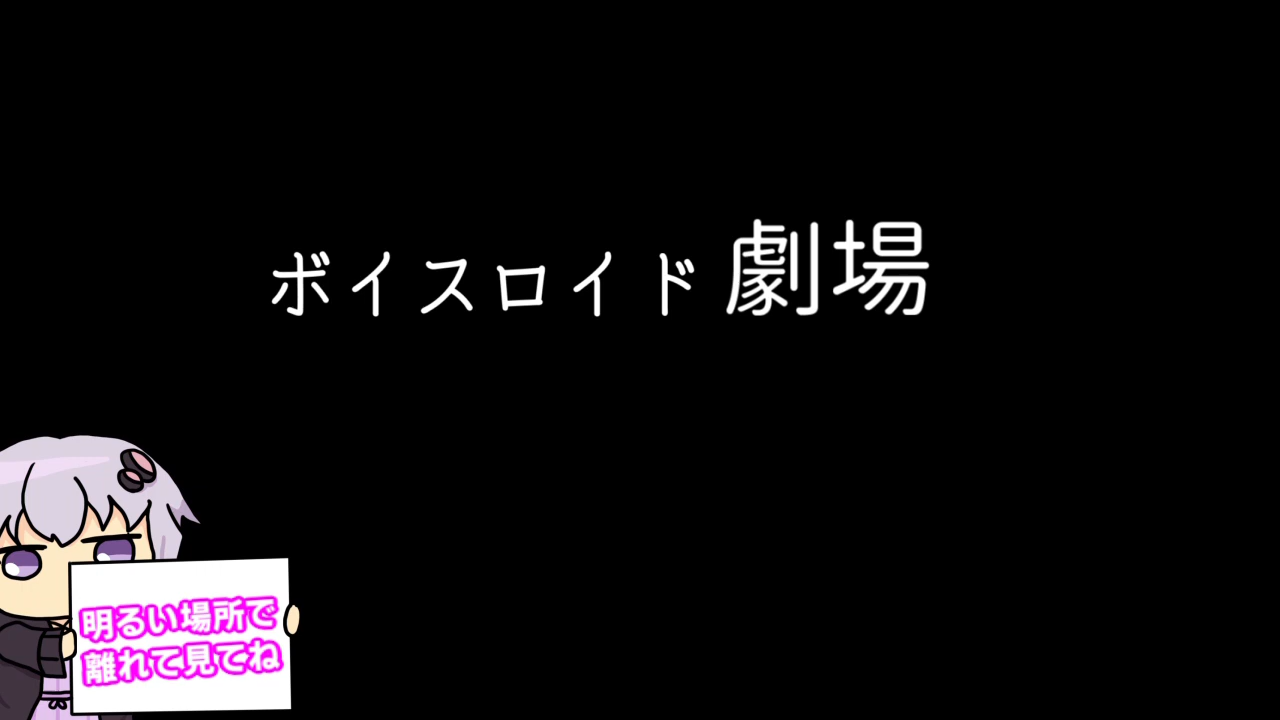 ボイスロイド劇場
明るい場所で
離れて見てね